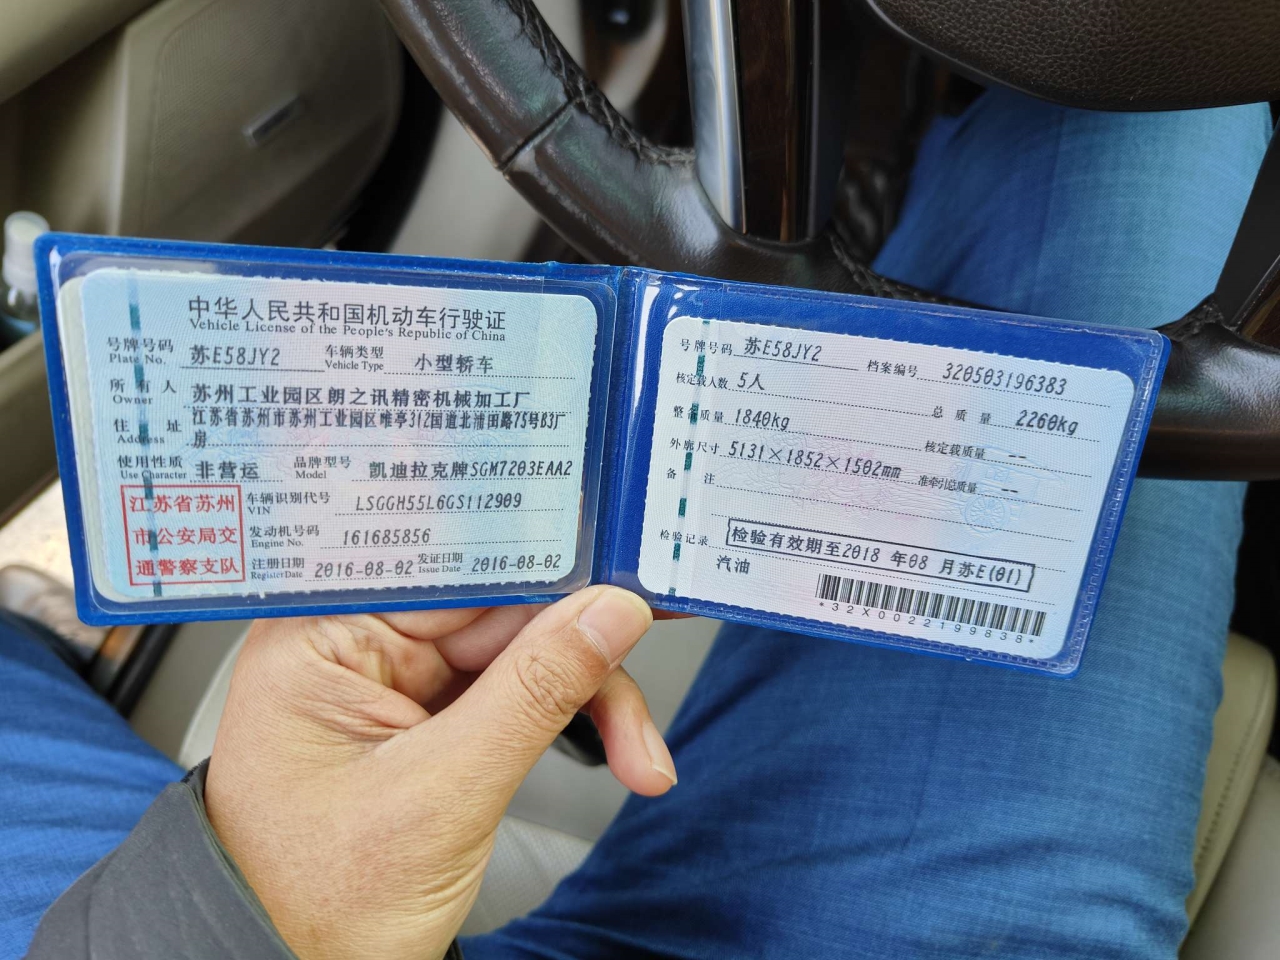 中华人民共和国机动车行驶证
Vehicle License of the People's Republic of China
号牌号码 苏E58JY2 车辆类型 小型轿车
Plate No. Vehicle Type
所有人 苏州工业园区朗之讯精密机械加工厂
Owner
住址 江苏省苏州市苏州工业园区唯亭312国道北浦田路75号B3厂
Address 房
使用性质 非营运 品牌型号 凯迪拉克牌SGM7203EAA2
Use Character Model
江苏省苏州
市公安局交
通警察支队
车辆识别代号 LSGGH55L6GS112909
VIN
发动机号码 161685856
Engine No.
注册日期 2016-08-02 发证日期 2016-08-02
Register Date Issue Date
号牌号码 苏E58JY2 档案编号 320503196383
核定载人数 5人 总质量 2260kg
整备质量 1840kg 核定载质量 --
外廓尺寸 5131×1852×1502mm 准牵引总质量 --
备注
检验记录 检验有效期至2018 年08 月苏E(01)
汽油
*32X0022199838*